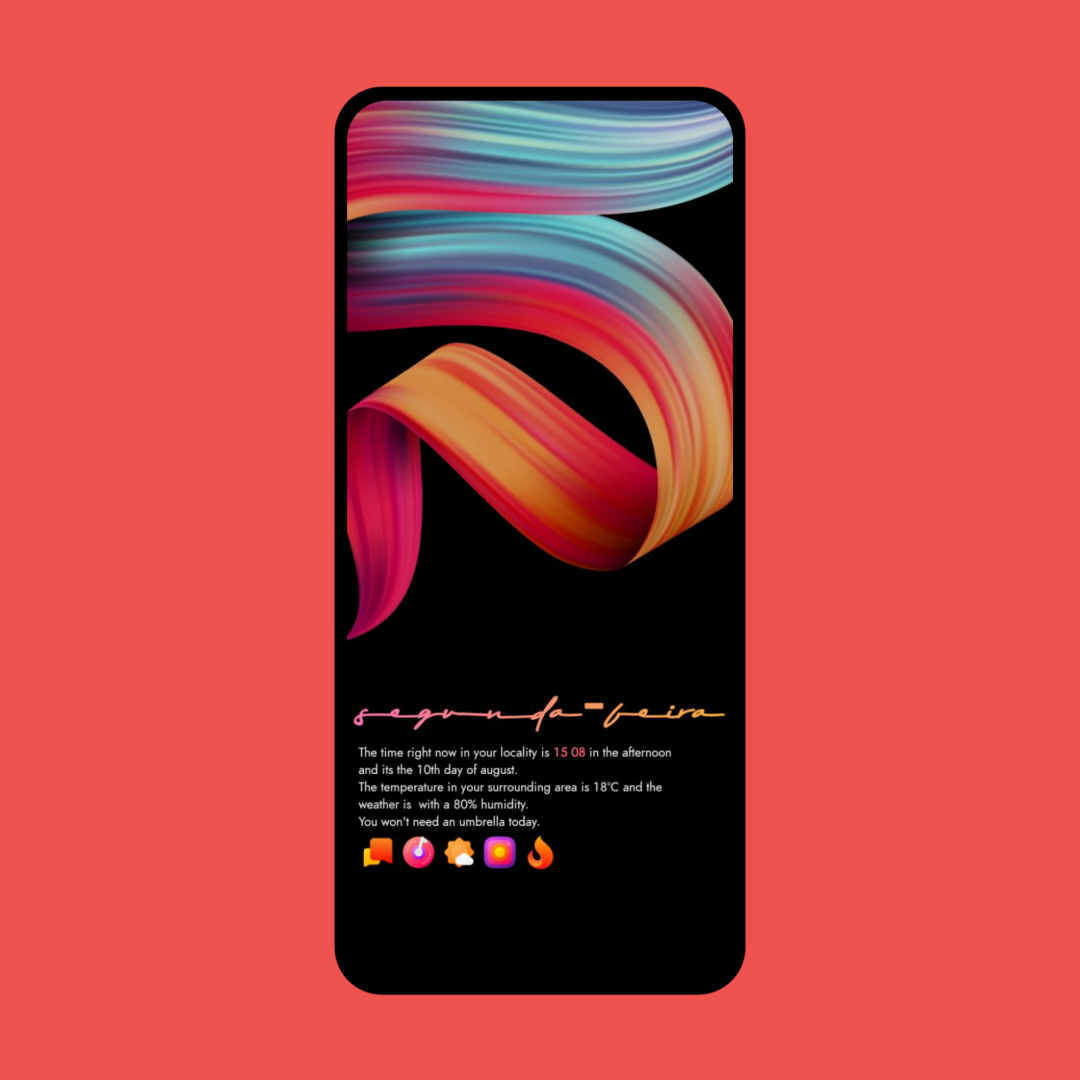 segunda-feira
The time right now in your locality is 15 08 in the afternoon
and its the 10th day of august.
The temperature in your surrounding area is 18°C and the
weather is  with a 80% humidity.
You won't need an umbrella today.